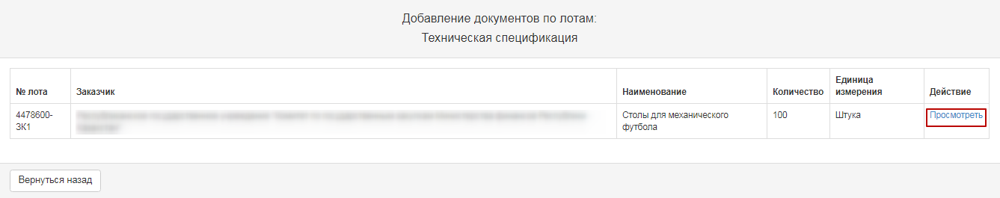 Добавление документов по лотам:
Техническая спецификация
№ лота Заказчик Наименование Количество Единица измерения Действие
4478600-ЗК1 Столы для механического футбола 100 Штука Просмотреть
Вернуться назад